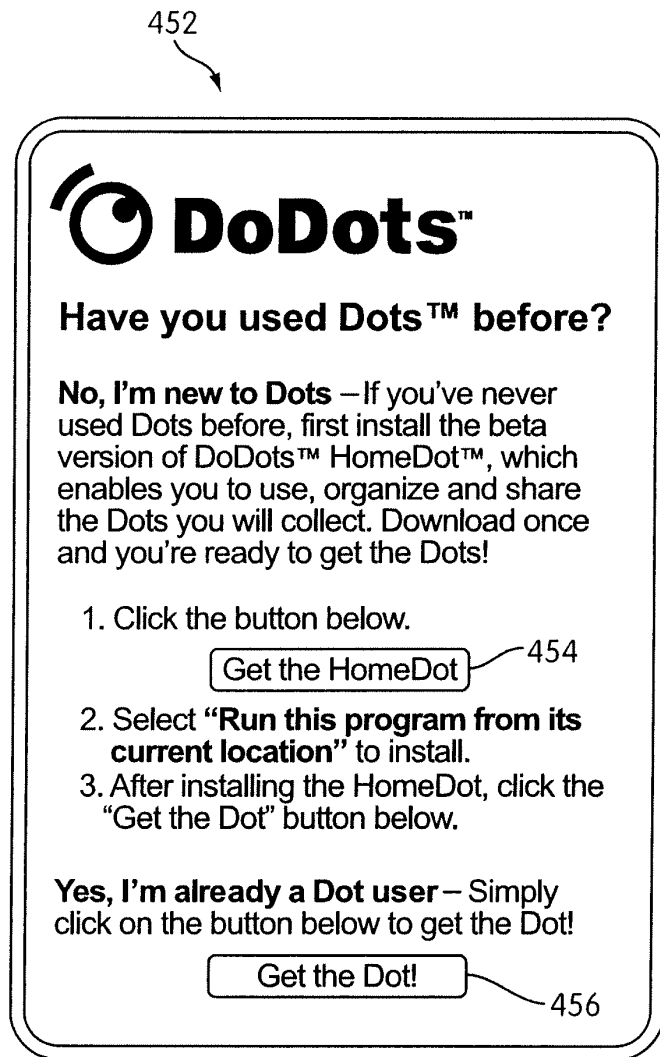 452
DoDots™
Have you used Dots™ before?
No, I'm new to Dots – If you've never
used Dots before, first install the beta
version of DoDots™ HomeDot™, which
enables you to use, organize and share
the Dots you will collect. Download once
and you're ready to get the Dots!
1. Click the button below.
Get the HomeDot 454
2. Select “Run this program from its
current location” to install.
3. After installing the HomeDot, click the
“Get the Dot” button below.
Yes, I'm already a Dot user – Simply
click on the button below to get the Dot!
Get the Dot!
456